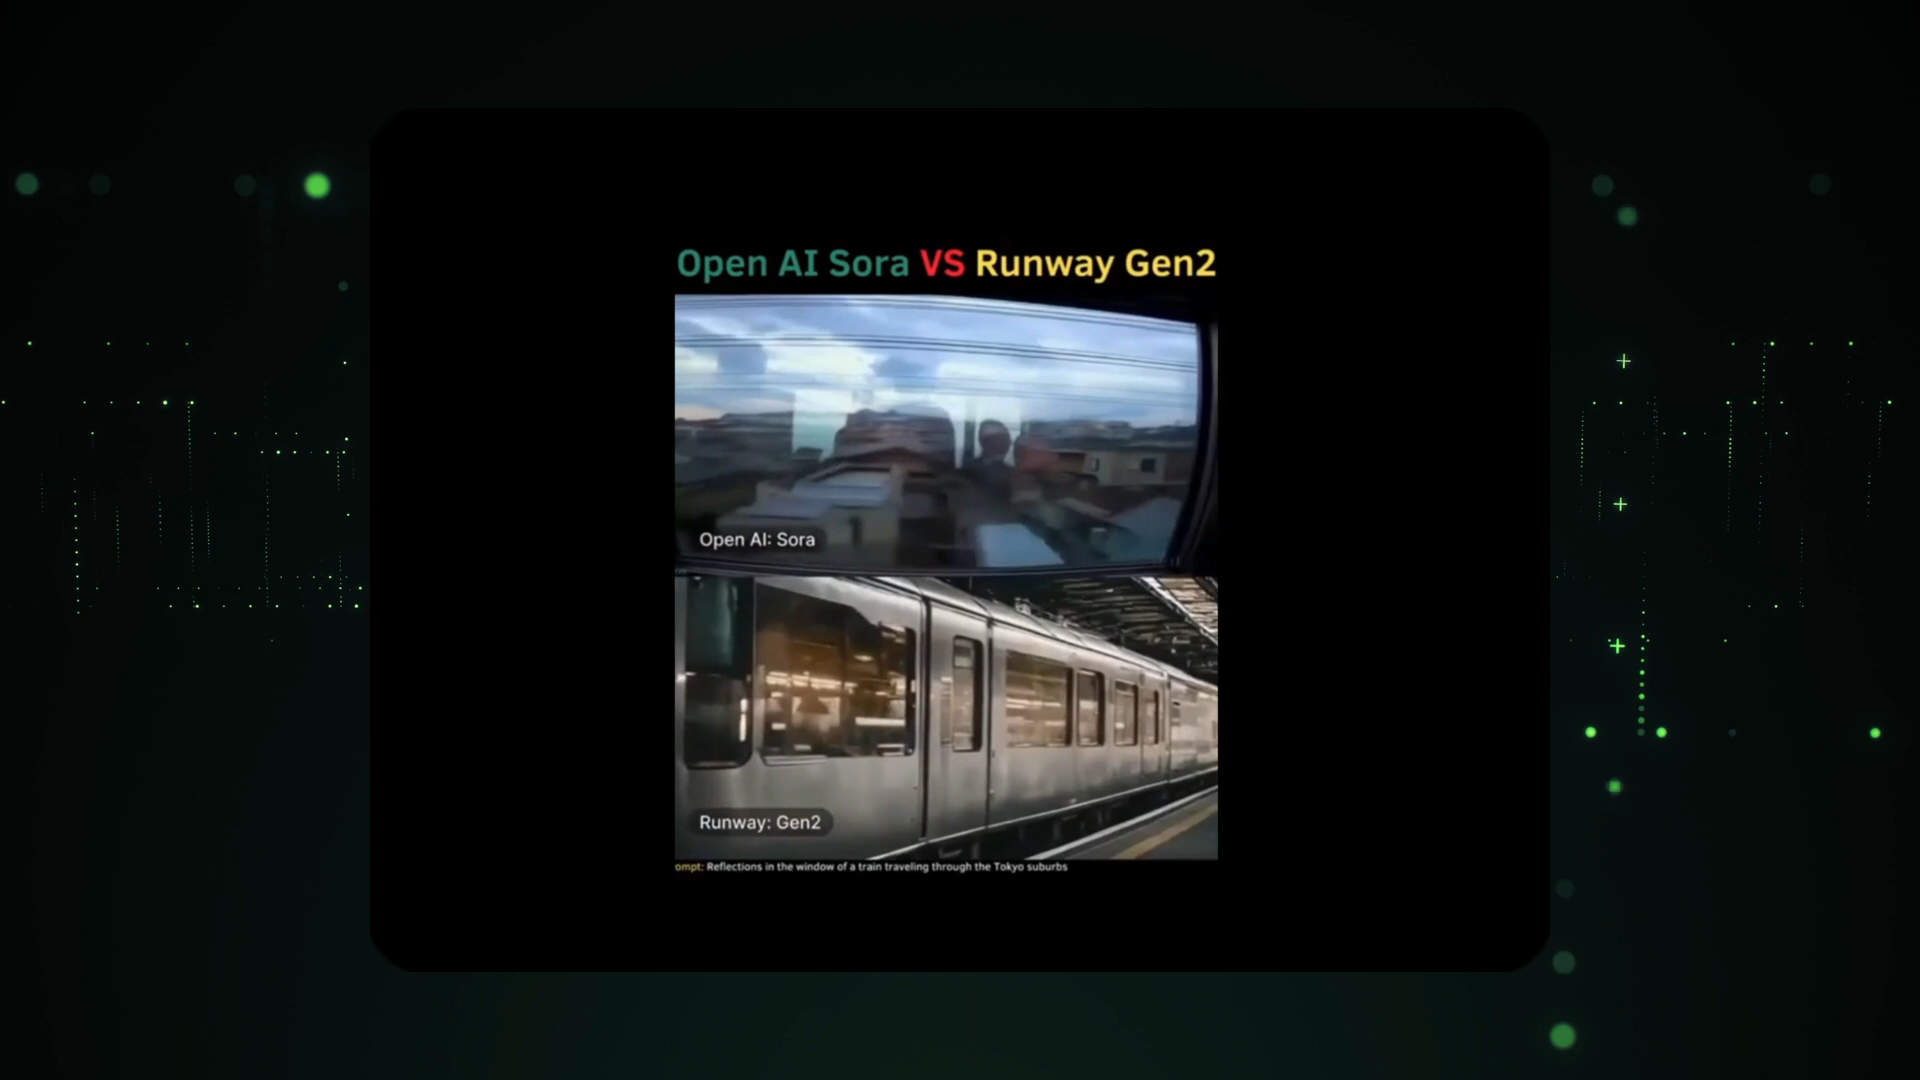 Open AI Sora VS Runway Gen2
Open AI: Sora
Runway: Gen2
ompt: Reflections in the window of a train traveling through the Tokyo suburbs